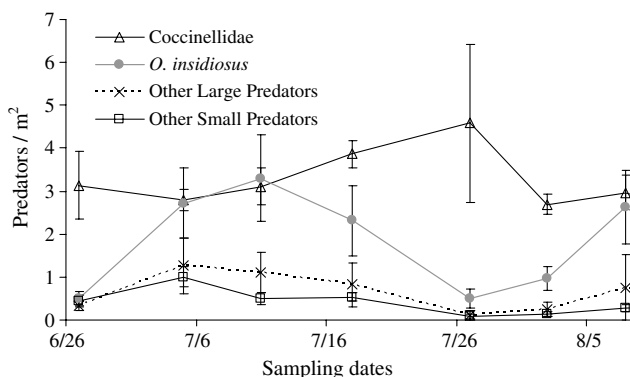 7
6
5
4
3
2
1
0
Predators / m²
Coccinellidae
O. insidiosus
Other Large Predators
Other Small Predators
6/26 7/6 7/16 7/26 8/5
Sampling dates